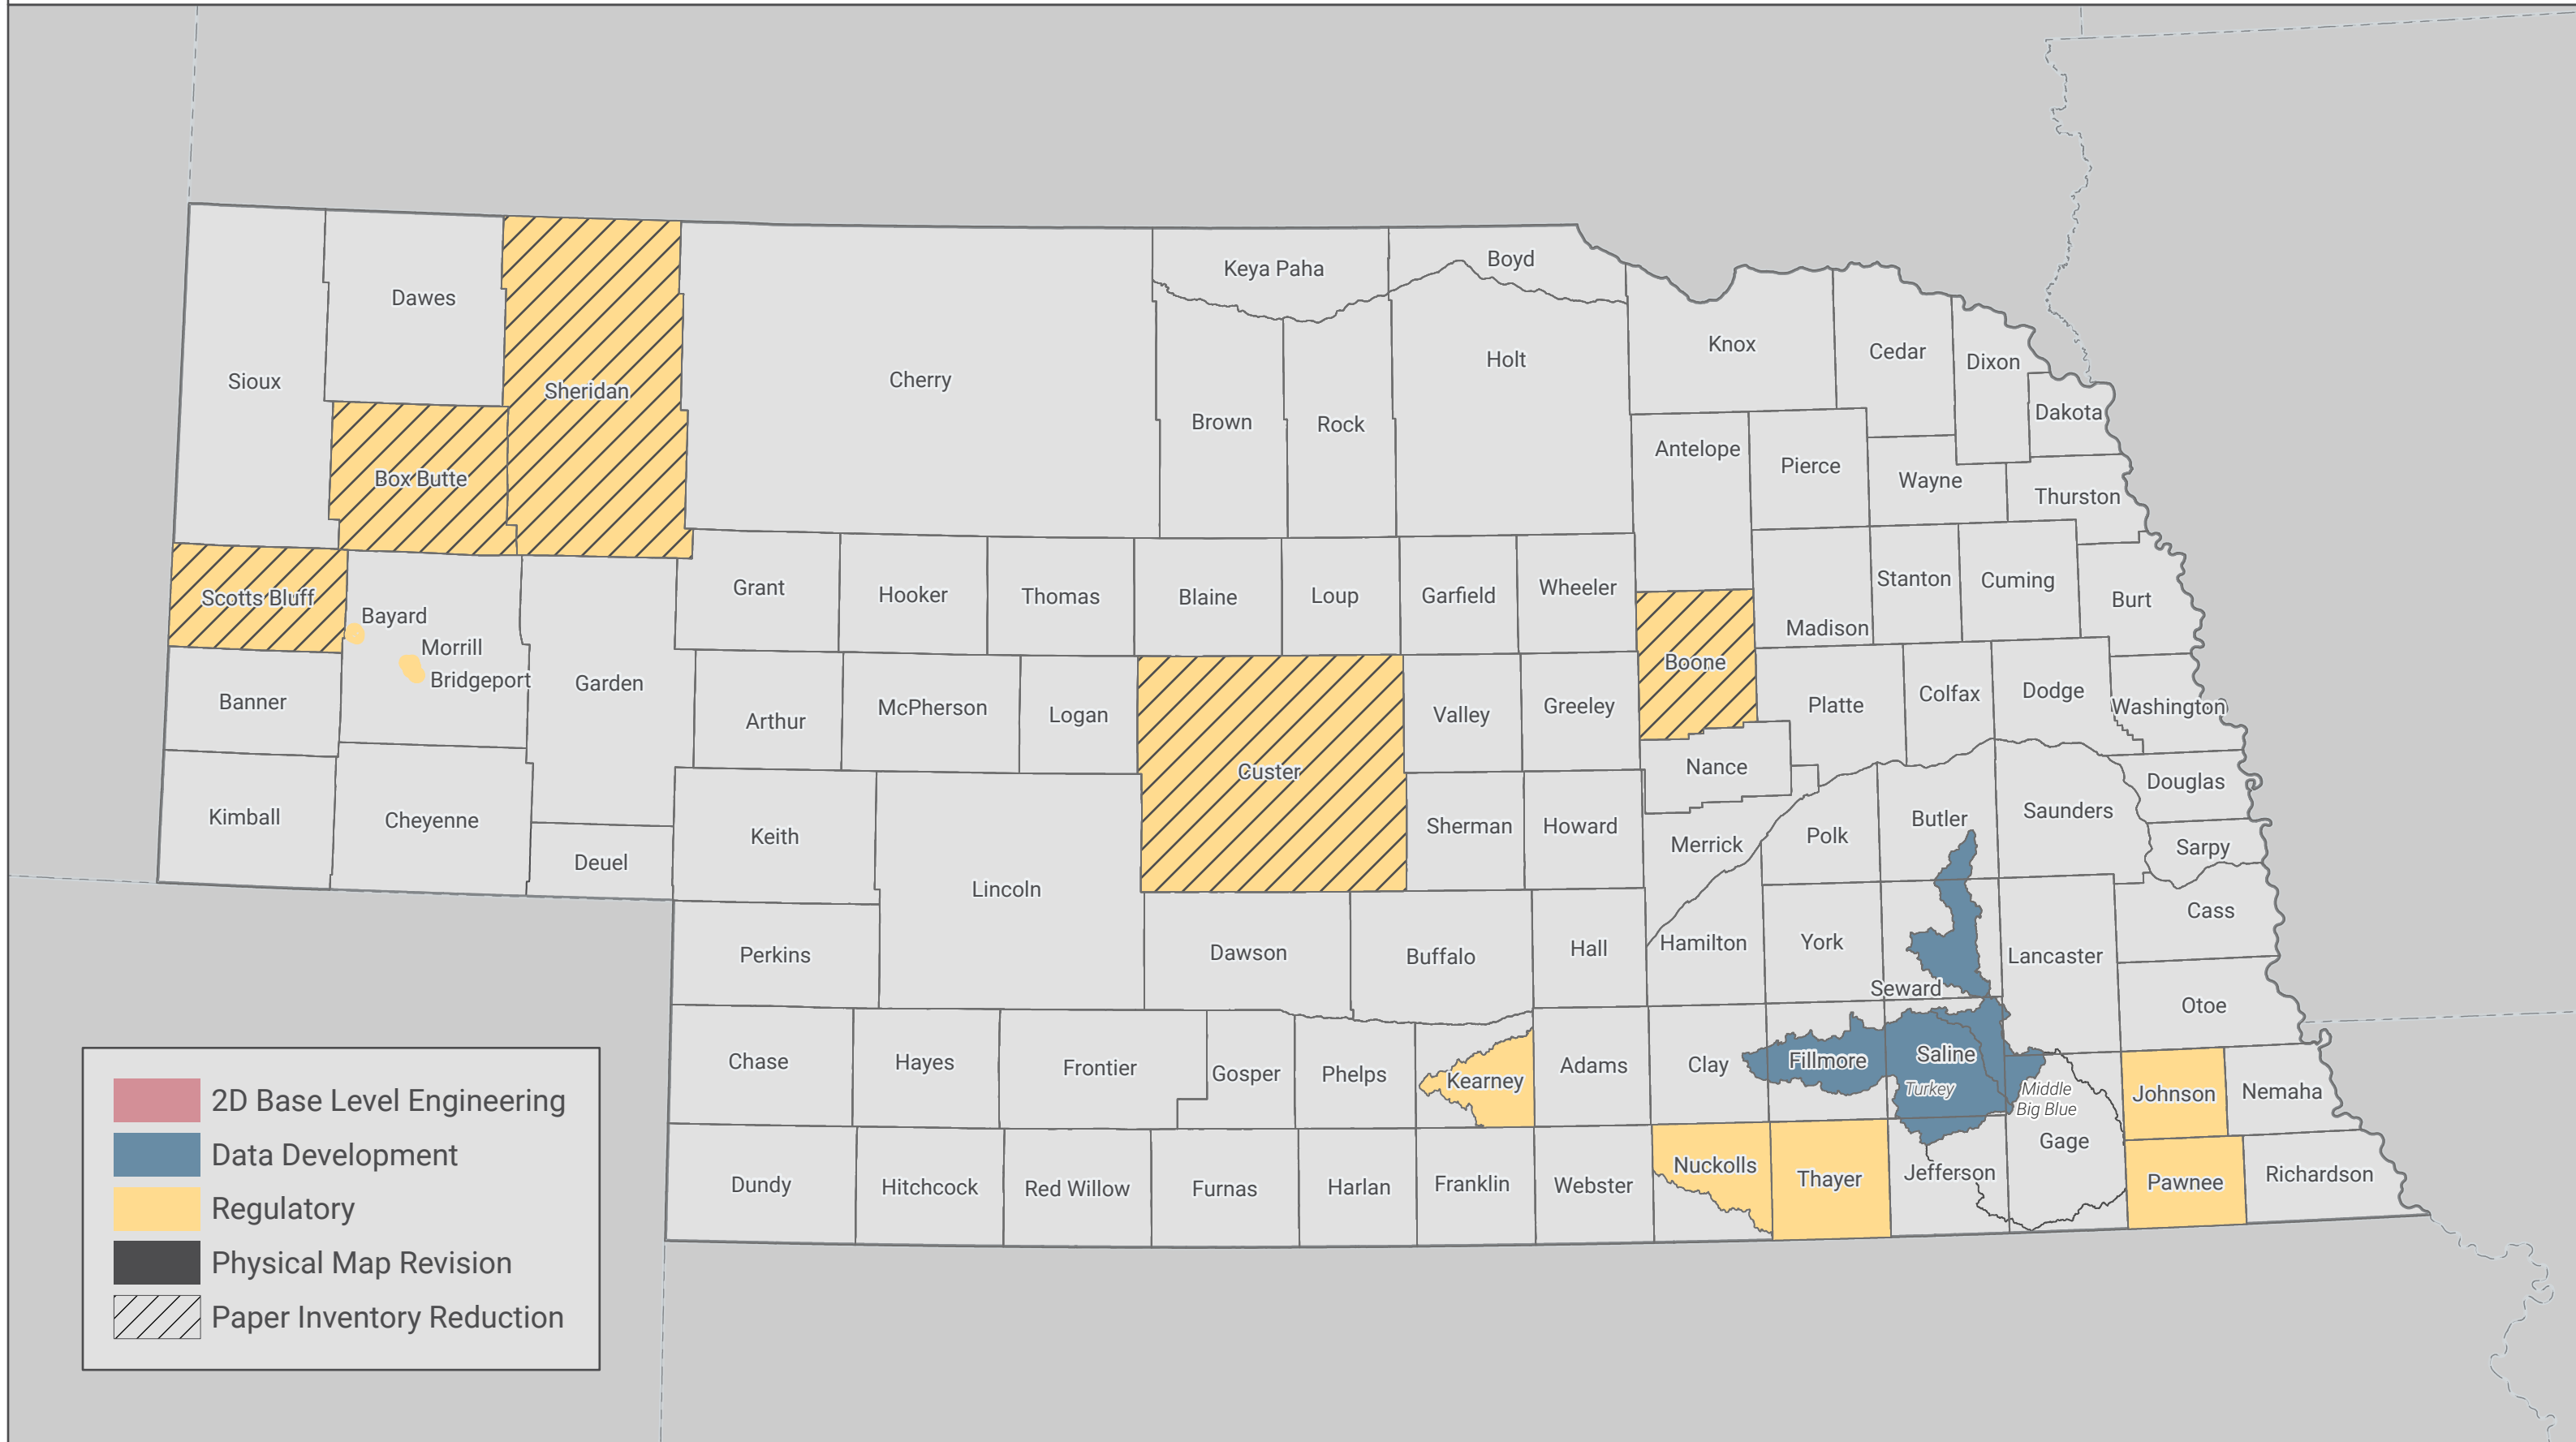 Keya Paha
Boyd
Dawes
Sioux
Sheridan
Cherry
Holt
Knox
Cedar
Dixon
Dakota
Brown
Rock
Antelope
Pierce
Wayne
Thurston
Box Butte
Scotts Bluff
Bayard
Morrill
Bridgeport
Garden
Grant
Hooker
Thomas
Blaine
Loup
Garfield
Wheeler
Madison
Stanton
Cuming
Burt
Banner
Arthur
McPherson
Logan
Custer
Valley
Greeley
Boone
Platte
Colfax
Dodge
Washington
Nance
Douglas
Kimball
Cheyenne
Deuel
Keith
Lincoln
Sherman
Howard
Merrick
Polk
Butler
Saunders
Sarpy
Cass
Perkins
Dawson
Buffalo
Hall
Hamilton
York
Seward
Lancaster
Otoe
Chase
Hayes
Frontier
Gosper
Phelps
Kearney
Adams
Clay
Fillmore
Saline
Turkey
Middle
Big Blue
Gage
Johnson
Nemaha
Dundy
Hitchcock
Red Willow
Furnas
Harlan
Franklin
Webster
Nuckolls
Thayer
Jefferson
Pawnee
Richardson
2D Base Level Engineering
Data Development
Regulatory
Physical Map Revision
Paper Inventory Reduction